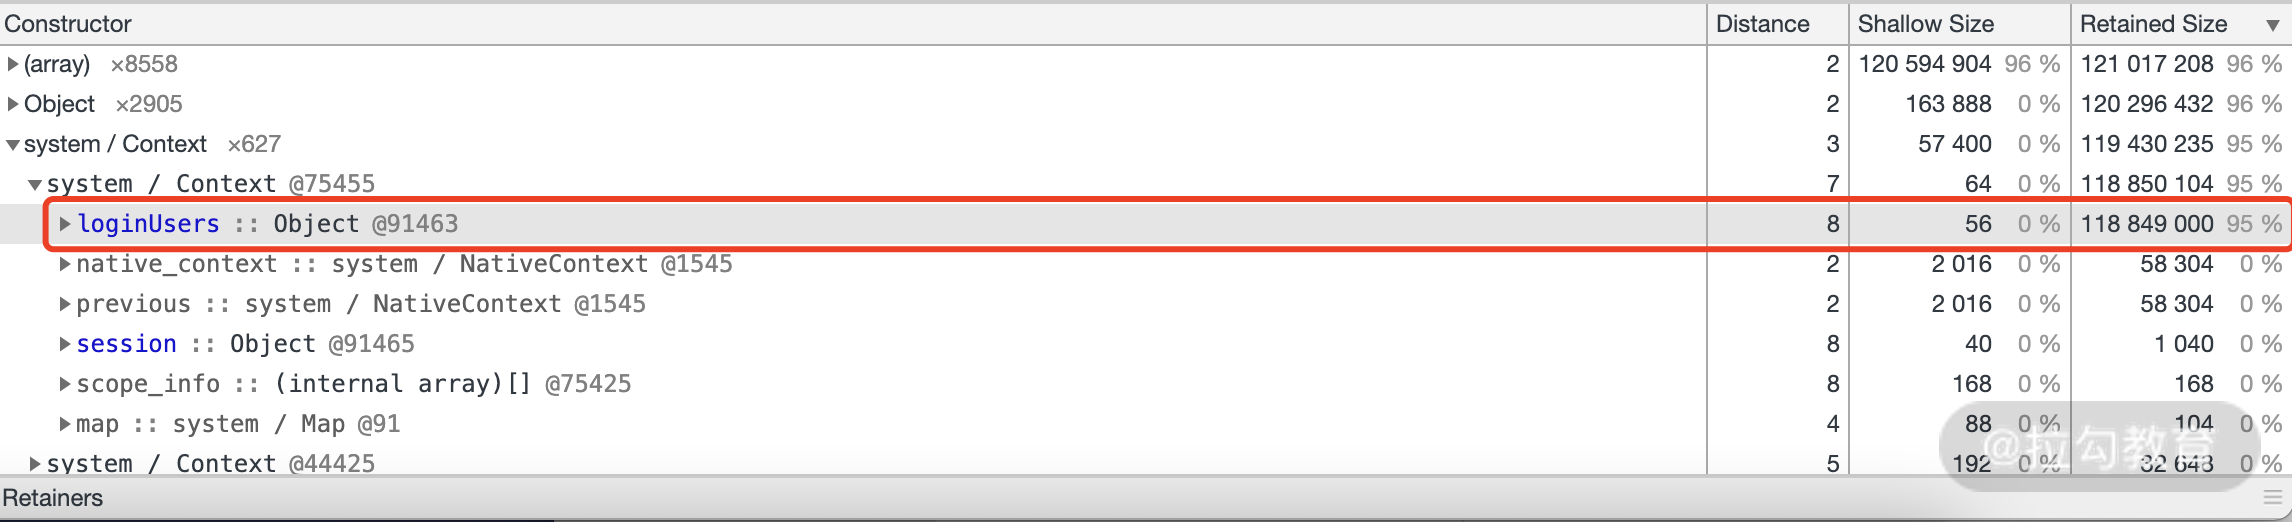 Constructor Distance Shallow Size Retained Size ▼
▶(array) ×8558 2 120 594 904 96 % 121 017 208 96 %
▶Object ×2905 2 163 888 0 % 120 296 432 96 %
▼system / Context ×627 3 57 400 0 % 119 430 235 95 %
▼system / Context @75455 7 64 0 % 118 850 104 95 %
▶loginUsers :: Object @91463 8 56 0 % 118 849 000 95 %
▶native_context :: system / NativeContext @1545 2 2 016 0 % 58 304 0 %
▶previous :: system / NativeContext @1545 2 2 016 0 % 58 304 0 %
▶session :: Object @91465 8 40 0 % 1 040 0 %
▶scope_info :: (internal array)[] @75425 8 168 0 % 168 0 %
▶map :: system / Map @91 4 88 0 % 104 0 %
▶system / Context @44425 5 192 0 % 32 648 0 %
@拉勾教育
Retainers